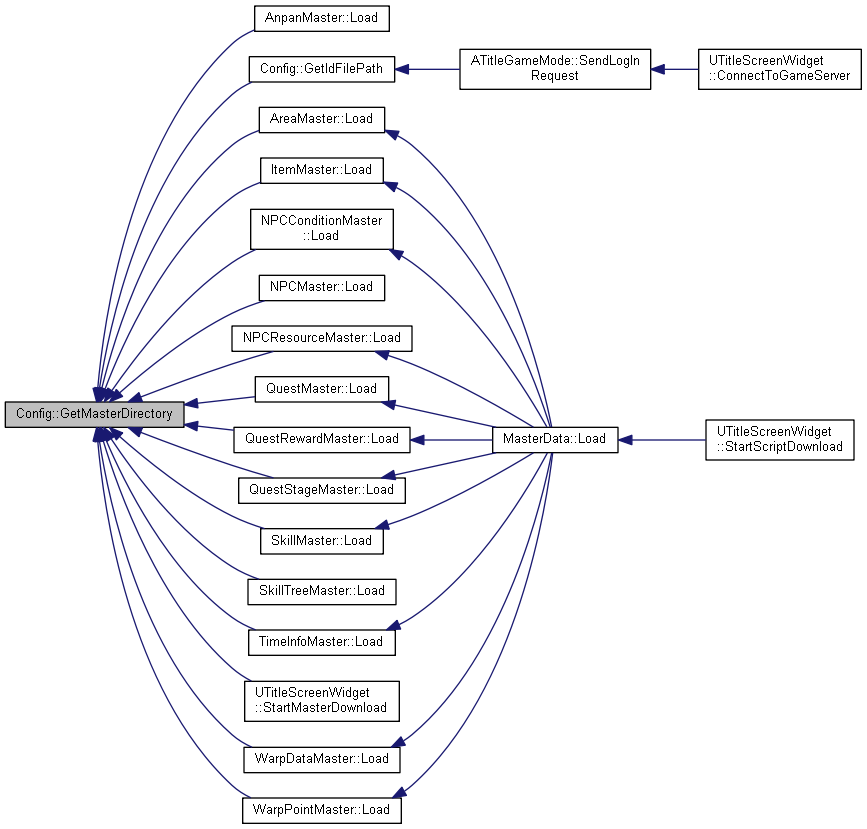 AnpanMaster::Load
Config::GetIdFilePath
ATitleGameMode::SendLogIn
Request
UTitleScreenWidget
::ConnectToGameServer
AreaMaster::Load
ItemMaster::Load
NPCConditionMaster
::Load
NPCMaster::Load
NPCResourceMaster::Load
QuestMaster::Load
Config::GetMasterDirectory
QuestRewardMaster::Load
MasterData::Load
UTitleScreenWidget
::StartScriptDownload
QuestStageMaster::Load
SkillMaster::Load
SkillTreeMaster::Load
TimeInfoMaster::Load
UTitleScreenWidget
::StartMasterDownload
WarpDataMaster::Load
WarpPointMaster::Load